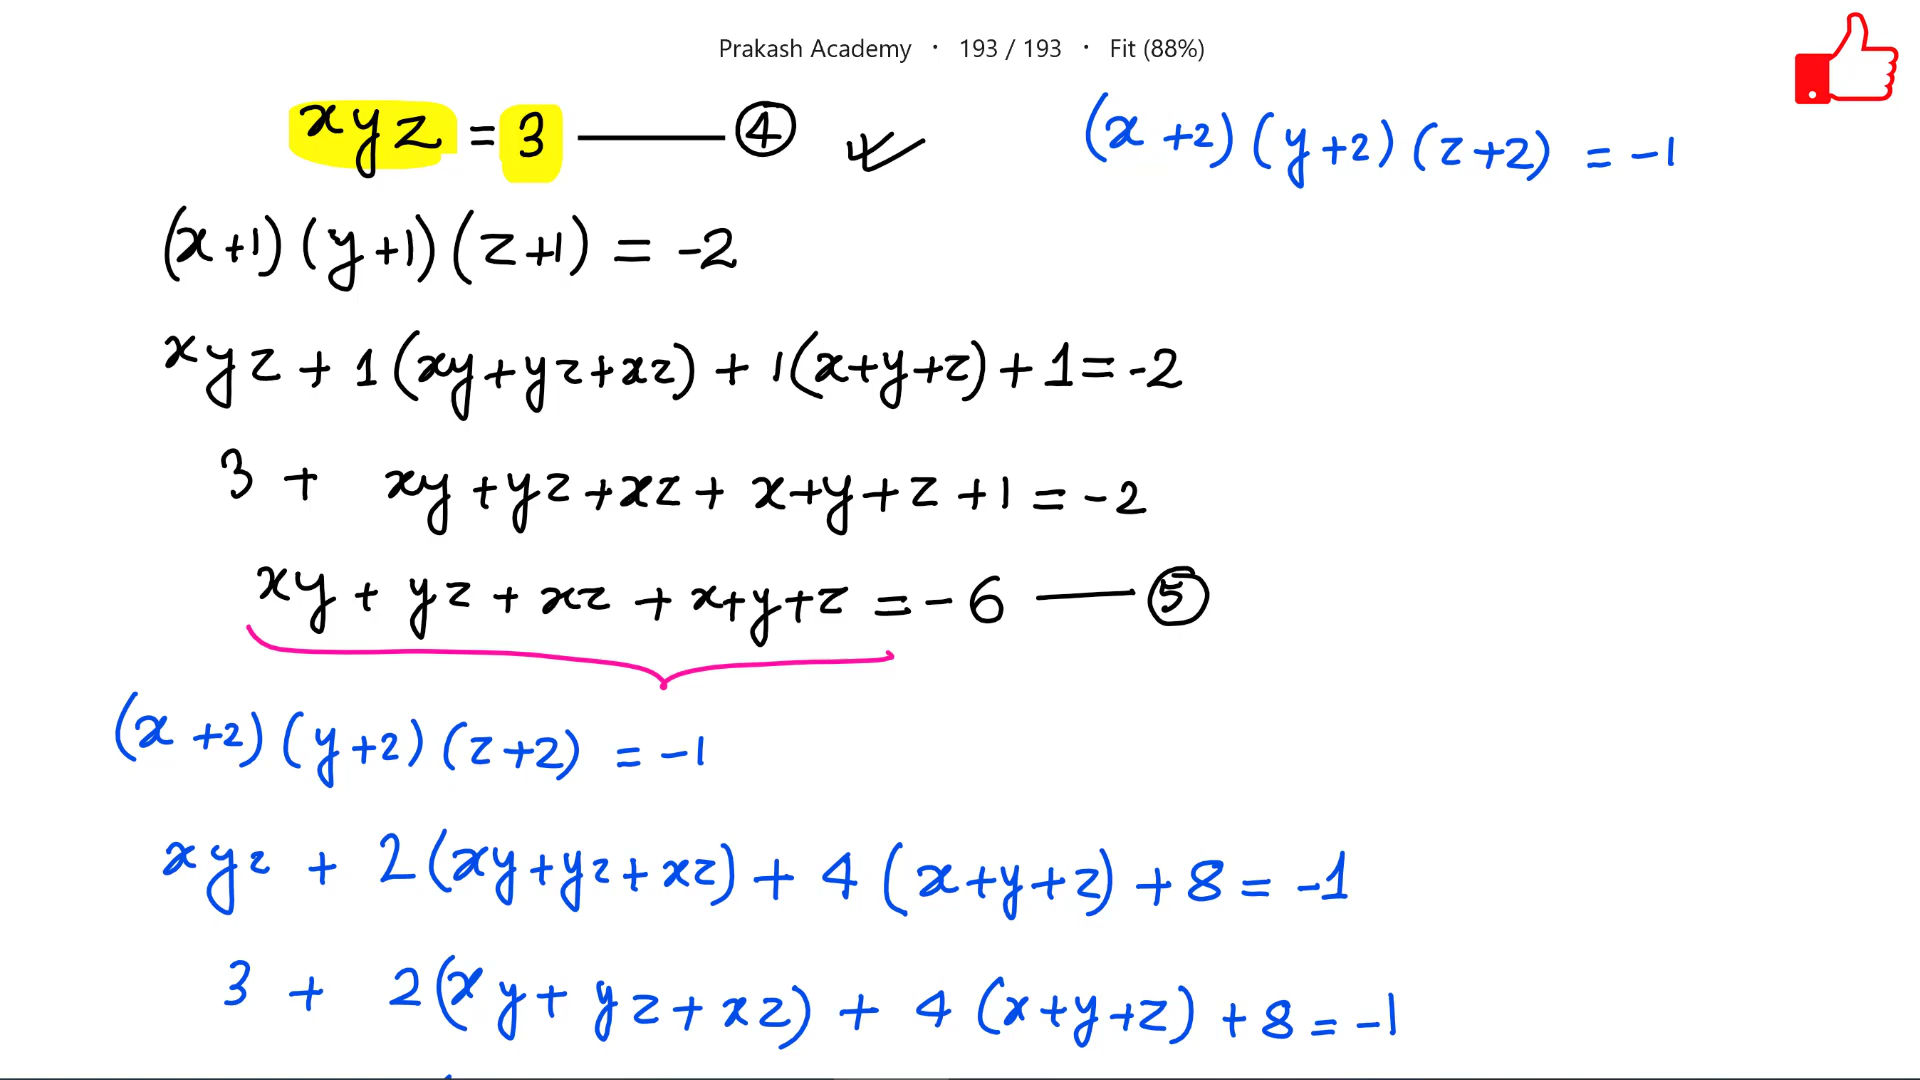 Prakash Academy · 193 / 193 · Fit (88%)
xyz = 3 —— ④
(x+2)(y+2)(z+2) = -1
(x+1)(y+1)(z+1) = -2
xyz + 1(xy+yz+xz) + 1(x+y+z) + 1 = -2
3 + xy+yz+xz + x+y+z+1 = -2
xy + yz + xz + x+y+z = -6 —— ⑤
(x+2)(y+2)(z+2) = -1
xyz + 2(xy+yz+xz) + 4(x+y+z) + 8 = -1
3 + 2(xy+yz+xz) + 4(x+y+z) + 8 = -1